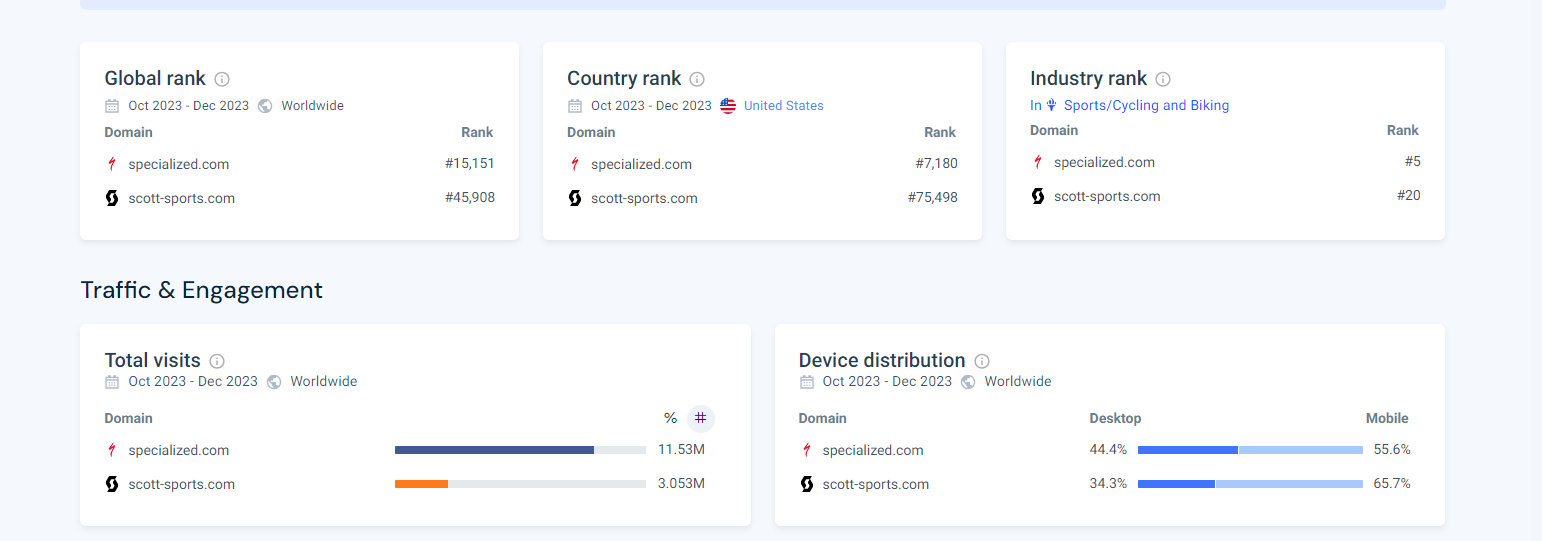 Global rank
Oct 2023 - Dec 2023 Worldwide
Domain Rank
specialized.com #15,151
scott-sports.com #45,908
Country rank
Oct 2023 - Dec 2023 United States
Domain Rank
specialized.com #7,180
scott-sports.com #75,498
Industry rank
In Sports/Cycling and Biking
Domain Rank
specialized.com #5
scott-sports.com #20
Traffic & Engagement
Total visits
Oct 2023 - Dec 2023 Worldwide
Domain % #
specialized.com 11.53M
scott-sports.com 3.053M
Device distribution
Oct 2023 - Dec 2023 Worldwide
Domain Desktop Mobile
specialized.com 44.4% 55.6%
scott-sports.com 34.3% 65.7%